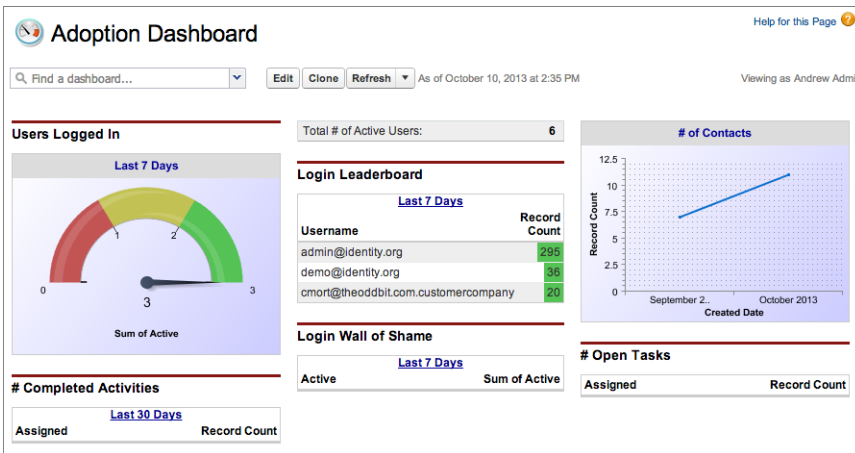 Adoption Dashboard
Help for this Page
Find a dashboard...
Edit Clone Refresh As of October 10, 2013 at 2:35 PM
Viewing as Andrew Admi
Users Logged In
Last 7 Days
0 1 2 3
3
Sum of Active
# Completed Activities
Last 30 Days
Assigned Record Count
Total # of Active Users: 6
Login Leaderboard
Last 7 Days
Username Record Count
admin@identity.org 295
demo@identity.org 36
cmort@theoddbit.com.customercompany 20
Login Wall of Shame
Last 7 Days
Active Sum of Active
# of Contacts
Record Count
12.5
10
7.5
5
2.5
0
September 2.. October 2013
Created Date
# Open Tasks
Assigned Record Count